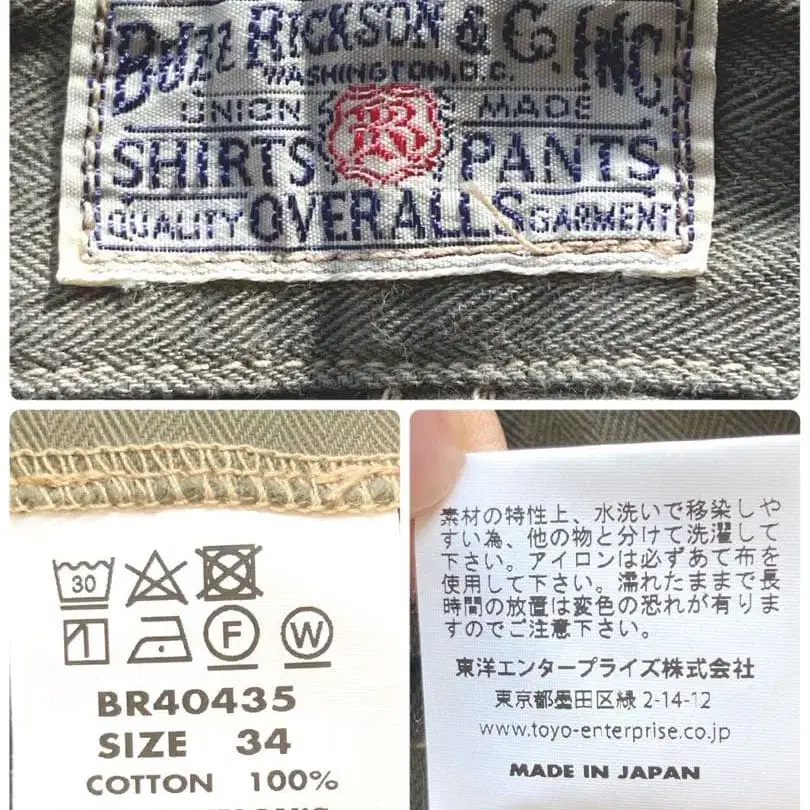 BUZZ RICKSON & C. INC.
WASHINGTON, D.C.
UNION R MADE
SHIRTS PANTS
QUALITY OVERALLS GARMENT
30
F W
BR40435
SIZE 34
COTTON 100%
素材の特性上、水洗いで移染しや
すい為、他の物と分けて洗濯して
下さい。アイロンは必ずあて布を
使用して下さい。濡れたままで長
時間の放置は変色の恐れが有りま
すのでご注意下さい。
東洋エンタープライズ株式会社
東京都墨田区緑 2-14-12
www.toyo-enterprise.co.jp
MADE IN JAPAN